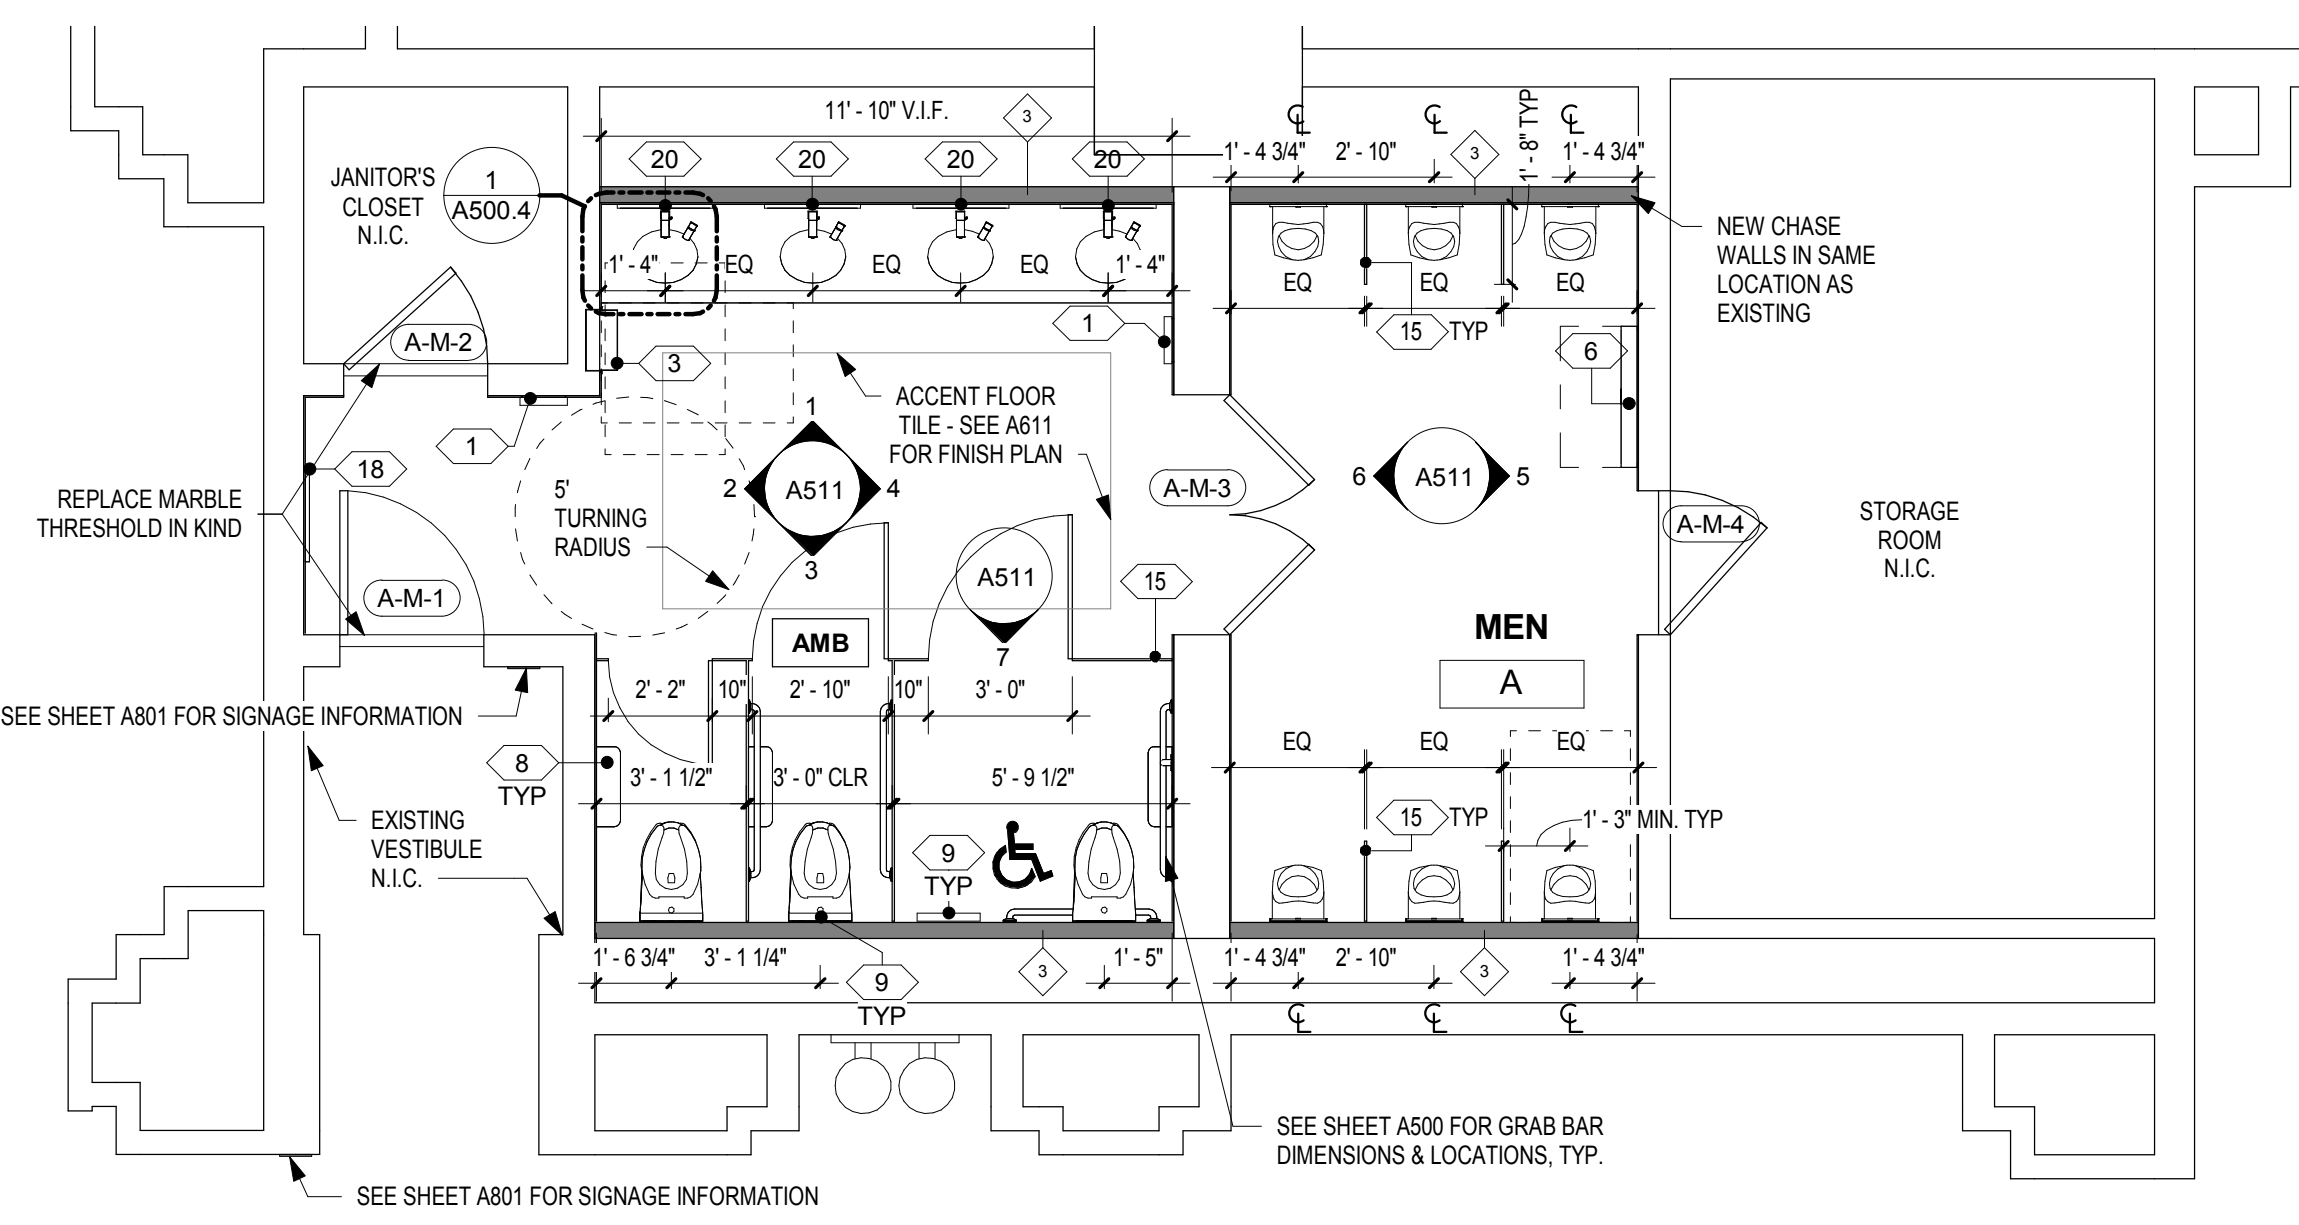 11' - 10" V.I.F.
3
1' - 4 3/4"
2' - 10"
3
1' - 8" TYP
1' - 4 3/4"
℄
℄
℄
20
20
20
20
JANITOR'S
CLOSET
N.I.C.
1
A500.4
NEW CHASE
WALLS IN SAME
LOCATION AS
EXISTING
1' - 4"
EQ
EQ
EQ
1' - 4"
EQ
EQ
EQ
15
TYP
A-M-2
3
1
6
ACCENT FLOOR
TILE - SEE A611
FOR FINISH PLAN
1
18
REPLACE MARBLE
THRESHOLD IN KIND
5'
TURNING
RADIUS
1
2
A511
4
3
A-M-3
6
A511
5
A-M-4
STORAGE
ROOM
N.I.C.
A-M-1
A511
7
15
AMB
MEN
A
SEE SHEET A801 FOR SIGNAGE INFORMATION
2' - 2"
10"
2' - 10"
10"
3' - 0"
EQ
EQ
EQ
8
TYP
3' - 1 1/2"
3' - 0" CLR
5' - 9 1/2"
15
TYP
1' - 3" MIN. TYP
EXISTING
VESTIBULE
N.I.C.
9
TYP
1' - 6 3/4"
3' - 1 1/4"
9
TYP
3
1' - 5"
1' - 4 3/4"
2' - 10"
3
1' - 4 3/4"
℄
℄
℄
SEE SHEET A500 FOR GRAB BAR
DIMENSIONS & LOCATIONS, TYP.
SEE SHEET A801 FOR SIGNAGE INFORMATION